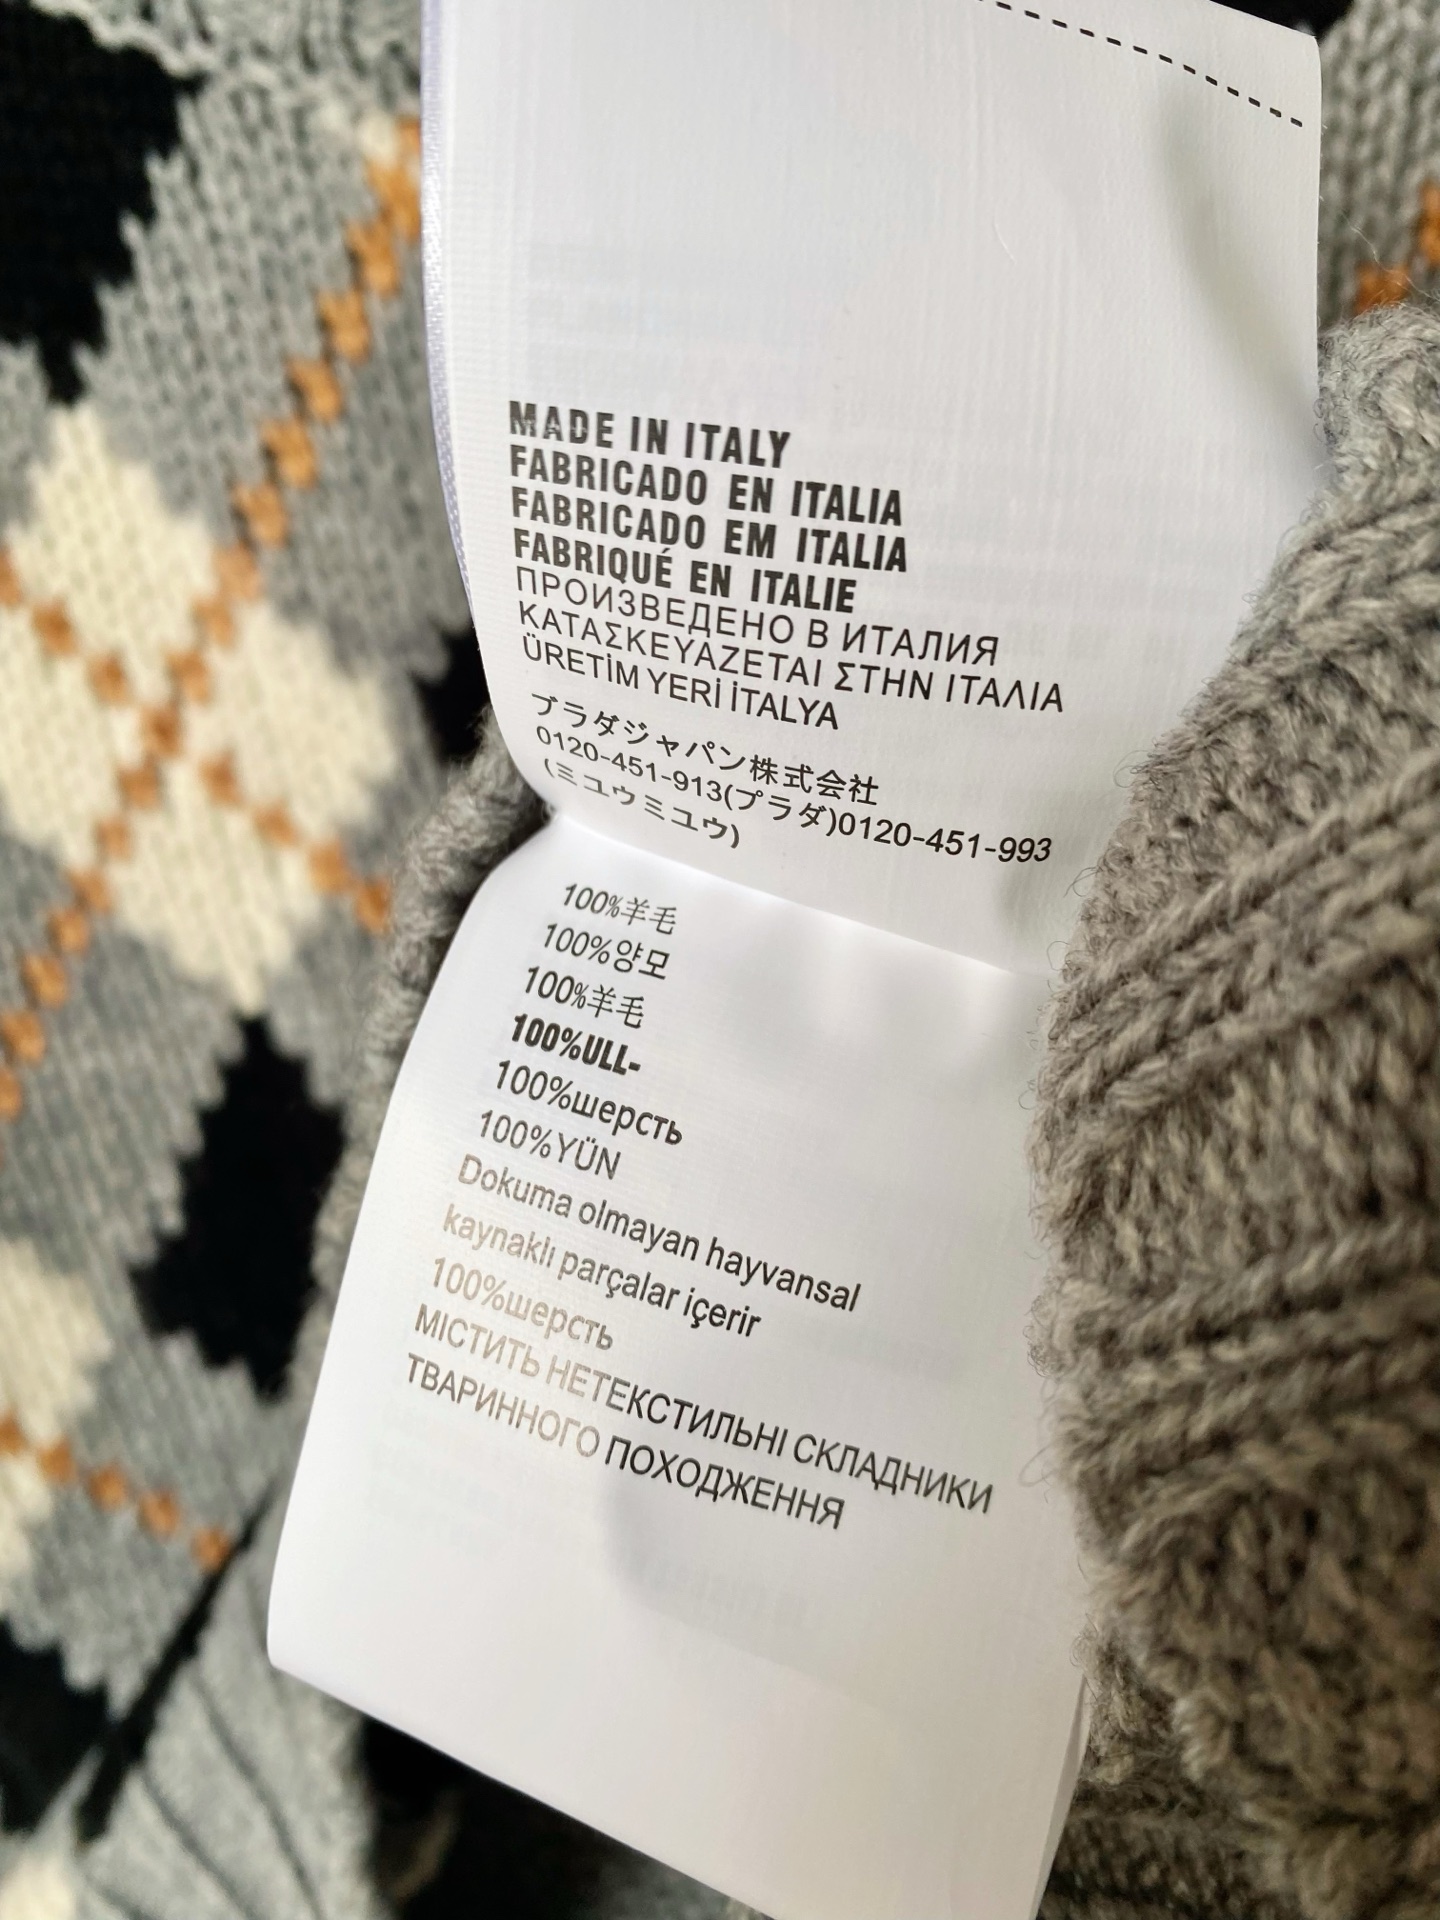 MADE IN ITALY
FABRICADO EN ITALIA
FABRICADO EM ITALIA
FABRIQUÉ EN ITALIE
ПРОИЗВЕДЕНО В ИТАЛИЯ
ΚΑΤΑΣΚΕΥΑΖΕΤΑΙ ΣΤΗΝ ΙΤΑΛΙΑ
ÜRETİM YERİ İTALYA
プラダジャパン株式会社
0120-451-913(プラダ)0120-451-993
(ミユウミユウ)
100%羊毛
100%양모
100%羊毛
100%ULL-
100%шерсть
100%YÜN
Dokuma olmayan hayvansal
kaynaklı parçalar içerir
100%шерсть
МІСТИТЬ НЕТЕКСТИЛЬНІ СКЛАДНИКИ
ТВАРИННОГО ПОХОДЖЕННЯ